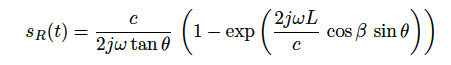 s_R(t) = \frac{c}{2j\omega \tan\theta} \left( 1 - \exp\left( \frac{2j\omega L}{c} \cos\beta \sin\theta \right) \right)